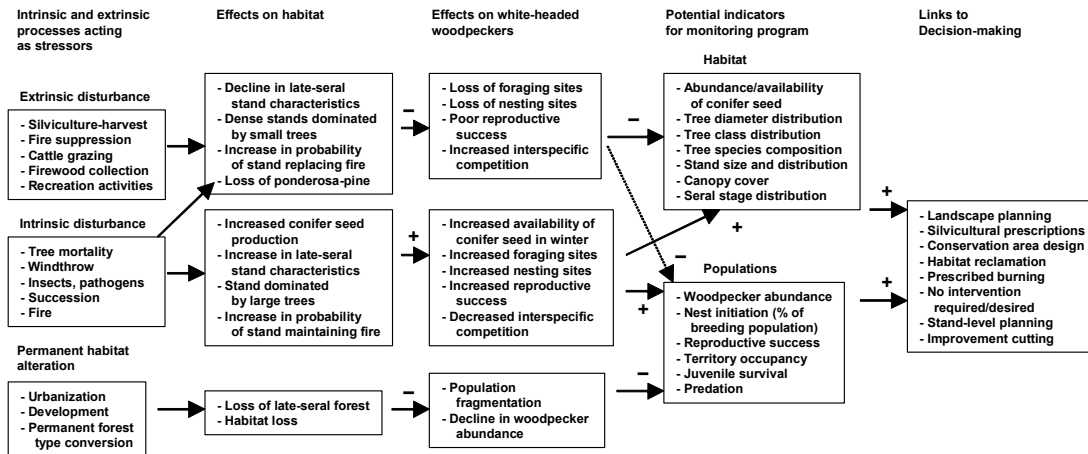 Intrinsic and extrinsic
processes acting
as stressors
Effects on habitat
Effects on white-headed
woodpeckers
Potential indicators
for monitoring program
Links to
Decision-making
Extrinsic disturbance
- Silviculture-harvest
- Fire suppression
- Cattle grazing
- Firewood collection
- Recreation activities
- Decline in late-seral
stand characteristics
- Dense stands dominated
by small trees
- Increase in probability
of stand replacing fire
- Loss of ponderosa-pine
–
- Loss of foraging sites
- Loss of nesting sites
- Poor reproductive
success
- Increased interspecific
competition
–
Habitat
- Abundance/availability
of conifer seed
- Tree diameter distribution
- Tree class distribution
- Tree species composition
- Stand size and distribution
- Canopy cover
- Seral stage distribution
+
Intrinsic disturbance
- Tree mortality
- Windthrow
- Insects, pathogens
- Succession
- Fire
- Increased conifer seed
production
- Increase in late-seral
stand characteristics
- Stand dominated
by large trees
- Increase in probability
of stand maintaining fire
+
- Increased availability of
conifer seed in winter
- Increased foraging sites
- Increased nesting sites
- Increased reproductive
success
- Decreased interspecific
competition
+
–
+
Populations
- Woodpecker abundance
- Nest initiation (% of
breeding population)
- Reproductive success
- Territory occupancy
- Juvenile survival
- Predation
+
- Landscape planning
- Silvicultural prescriptions
- Conservation area design
- Habitat reclamation
- Prescribed burning
- No intervention
required/desired
- Stand-level planning
- Improvement cutting
Permanent habitat
alteration
- Urbanization
- Development
- Permanent forest
type conversion
- Loss of late-seral forest
- Habitat loss
–
- Population
fragmentation
- Decline in woodpecker
abundance
–